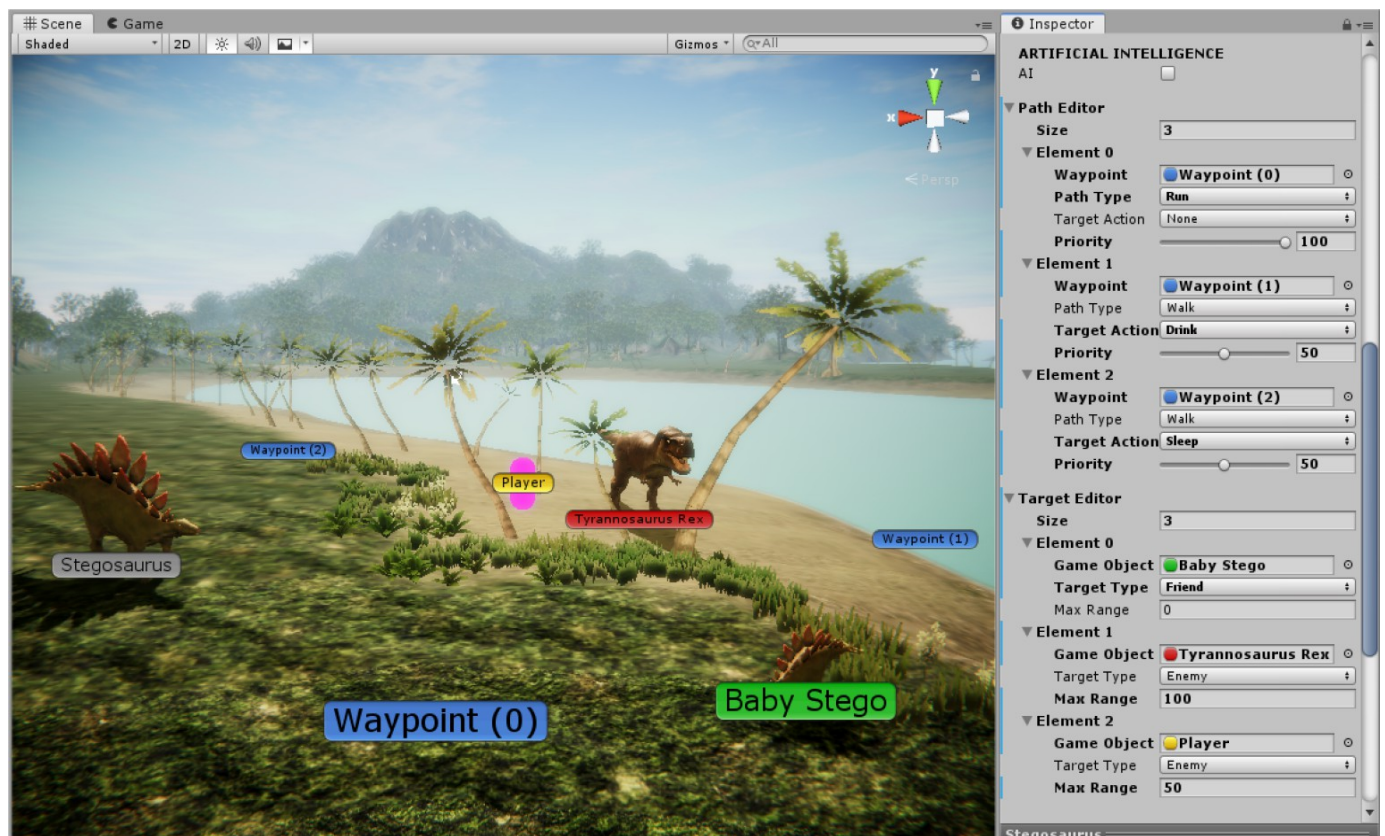 Scene Game
Shaded 2D Gizmos All
y
x
Persp
Waypoint (2)
Player
Tyrannosaurus Rex
Waypoint (1)
Stegosaurus
Baby Stego
Waypoint (0)
Inspector
ARTIFICIAL INTELLIGENCE
AI
Path Editor
Size 3
Element 0
Waypoint Waypoint (0)
Path Type Run
Target Action None
Priority 100
Element 1
Waypoint Waypoint (1)
Path Type Walk
Target Action Drink
Priority 50
Element 2
Waypoint Waypoint (2)
Path Type Walk
Target Action Sleep
Priority 50
Target Editor
Size 3
Element 0
Game Object Baby Stego
Target Type Friend
Max Range 0
Element 1
Game Object Tyrannosaurus Rex
Target Type Enemy
Max Range 100
Element 2
Game Object Player
Target Type Enemy
Max Range 50
Stegosaurus